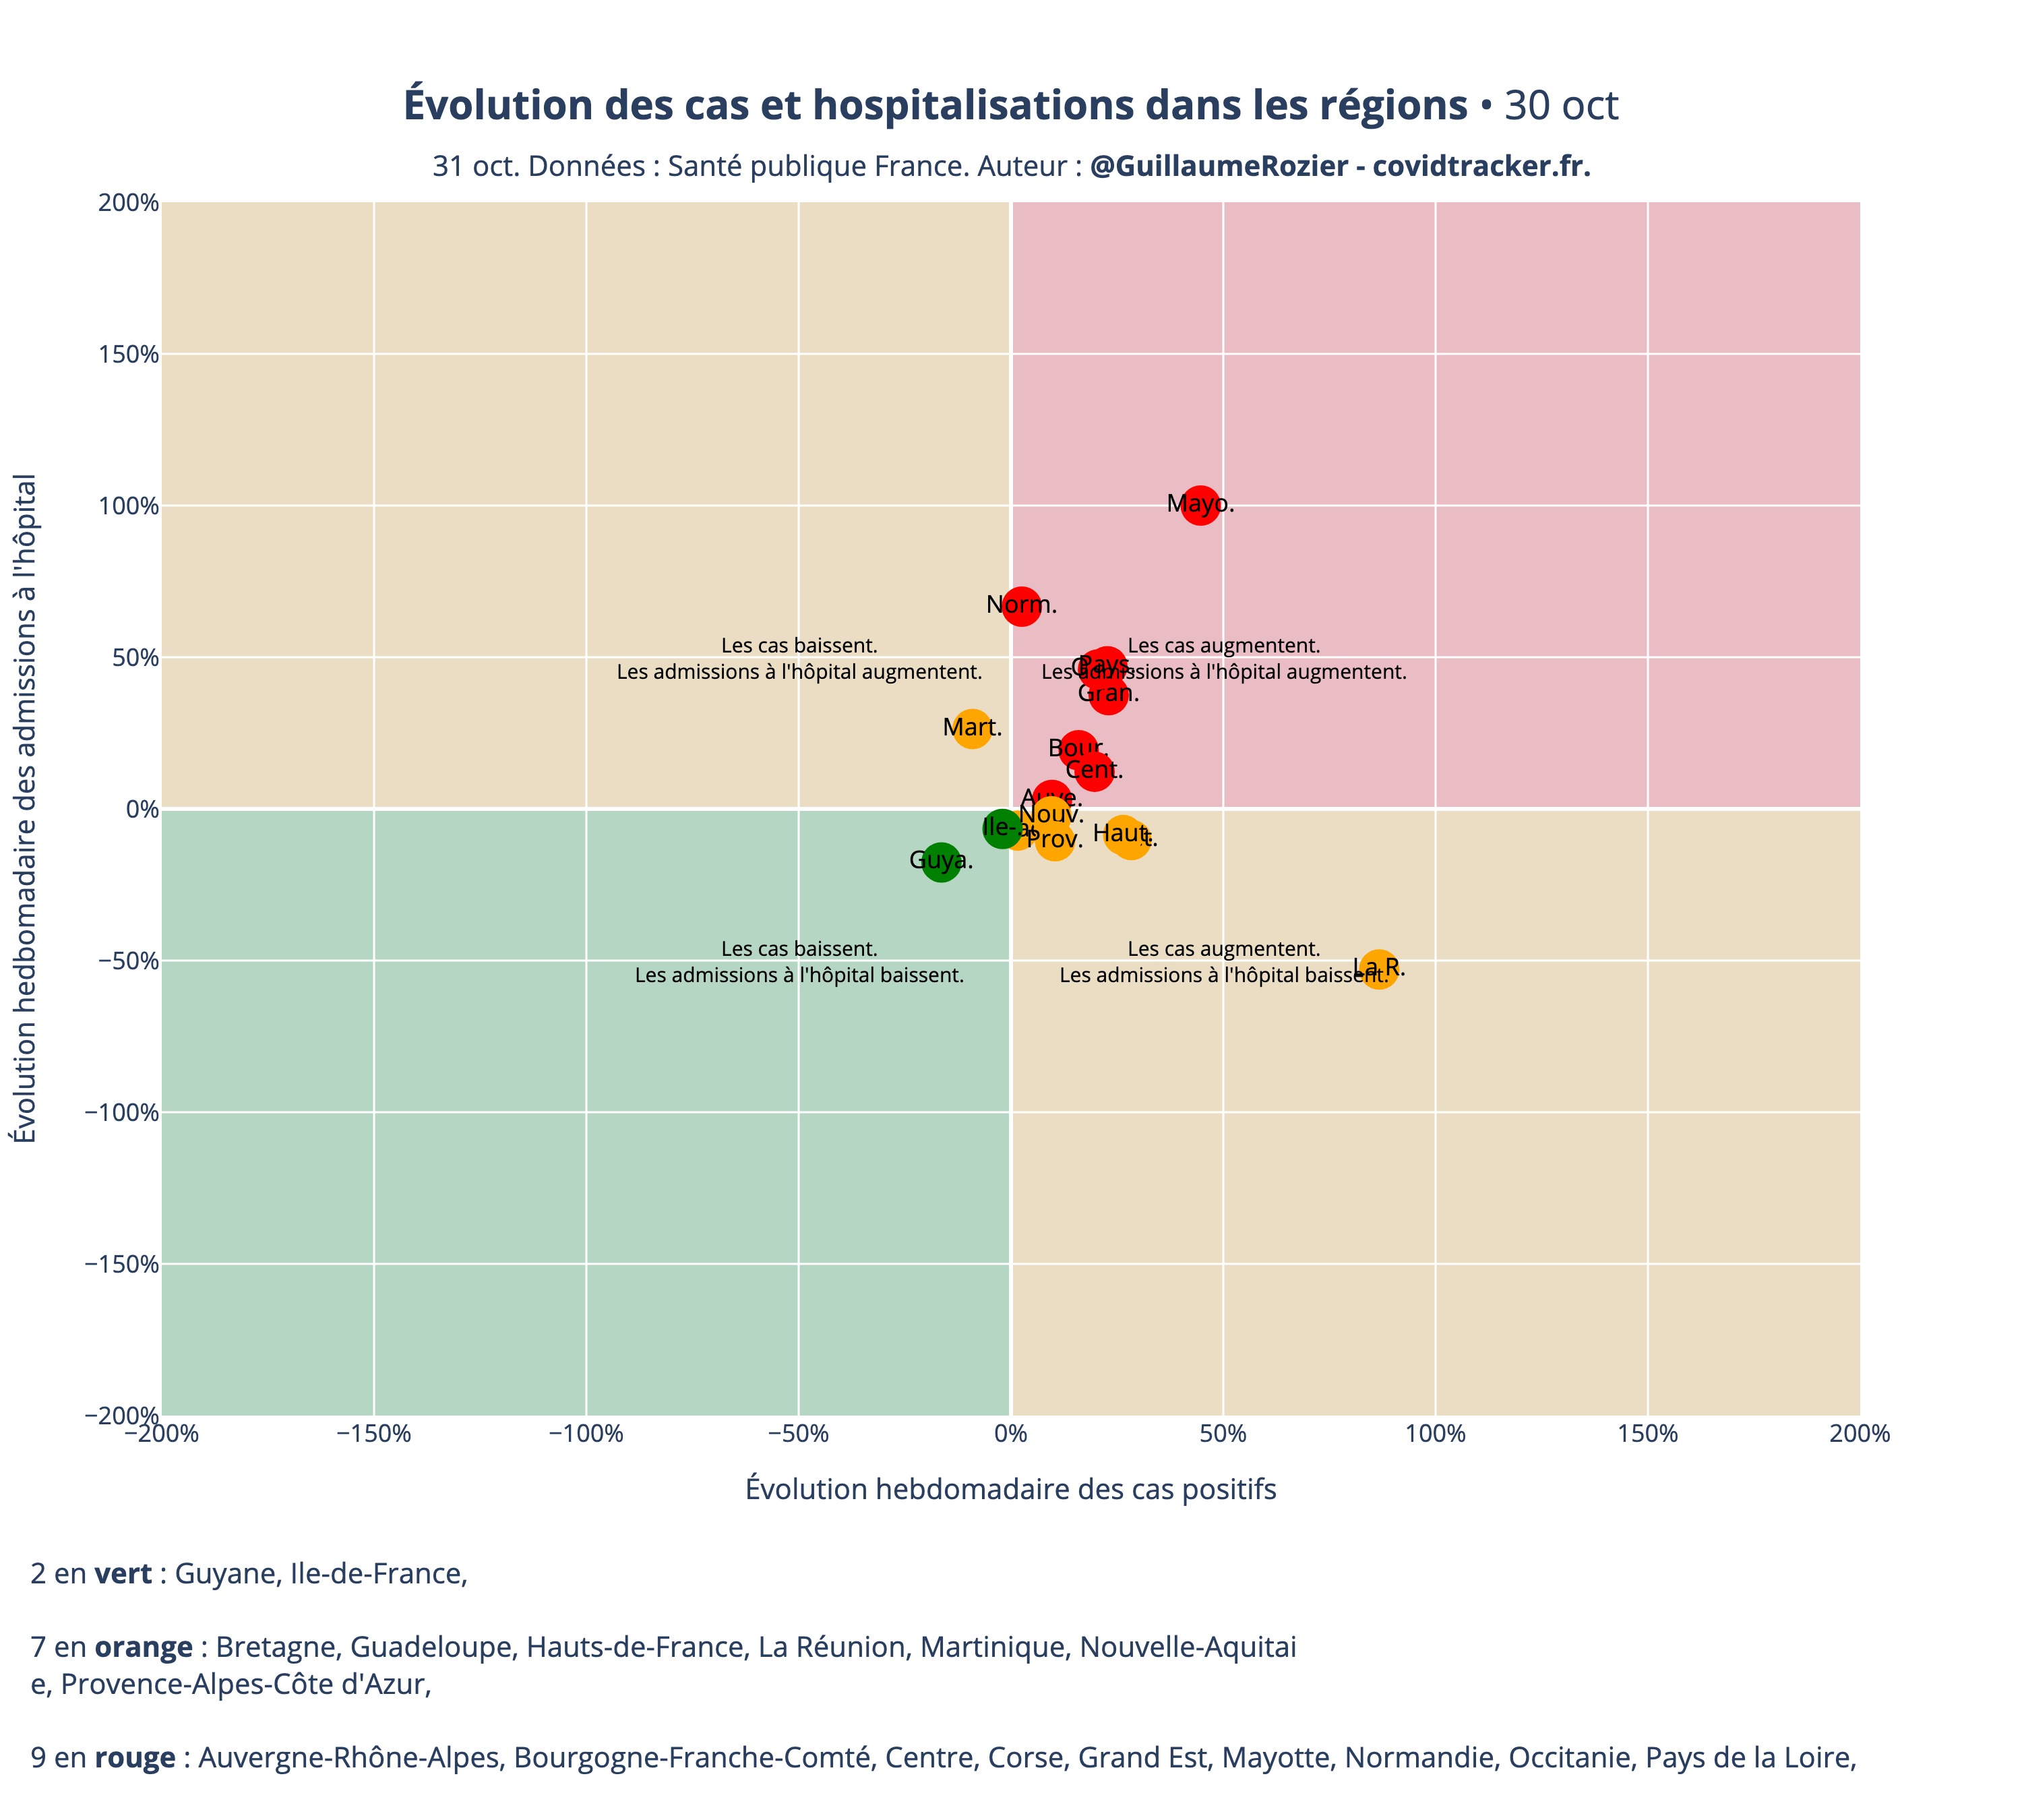 Évolution des cas et hospitalisations dans les régions • 30 oct
31 oct. Données : Santé publique France. Auteur : @GuillaumeRozier - covidtracker.fr.
Évolution hedbomadaire des admissions à l'hôpital
200%
150%
100%
50%
0%
−50%
−100%
−150%
−200%
Mayo.
Norm.
Les cas baissent.
Les admissions à l'hôpital augmentent.
Les cas augmentent.
Les admissions à l'hôpital augmentent.
Pays.
Gran.
Mart.
Bour.
Cent.
Auve.
Nouv.
Ile-
Prov.
Haut.
Guya.
Les cas baissent.
Les admissions à l'hôpital baissent.
Les cas augmentent.
Les admissions à l'hôpital baissent.
La R.
−200%
−150%
−100%
−50%
0%
50%
100%
150%
200%
Évolution hebdomadaire des cas positifs
2 en vert : Guyane, Ile-de-France,
7 en orange : Bretagne, Guadeloupe, Hauts-de-France, La Réunion, Martinique, Nouvelle-Aquitai
e, Provence-Alpes-Côte d'Azur,
9 en rouge : Auvergne-Rhône-Alpes, Bourgogne-Franche-Comté, Centre, Corse, Grand Est, Mayotte, Normandie, Occitanie, Pays de la Loire,